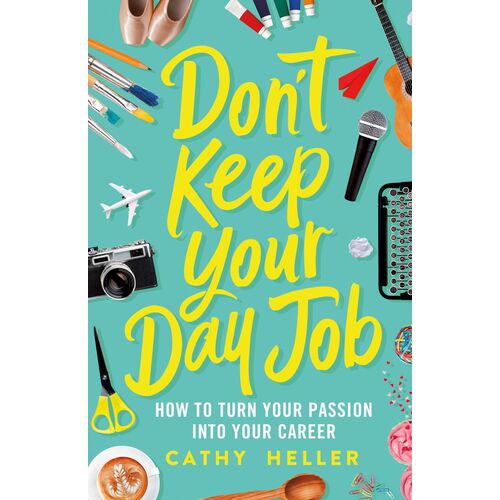 Don't
Keep
Your
Day Job
HOW TO TURN YOUR PASSION
INTO YOUR CAREER
CATHY HELLER